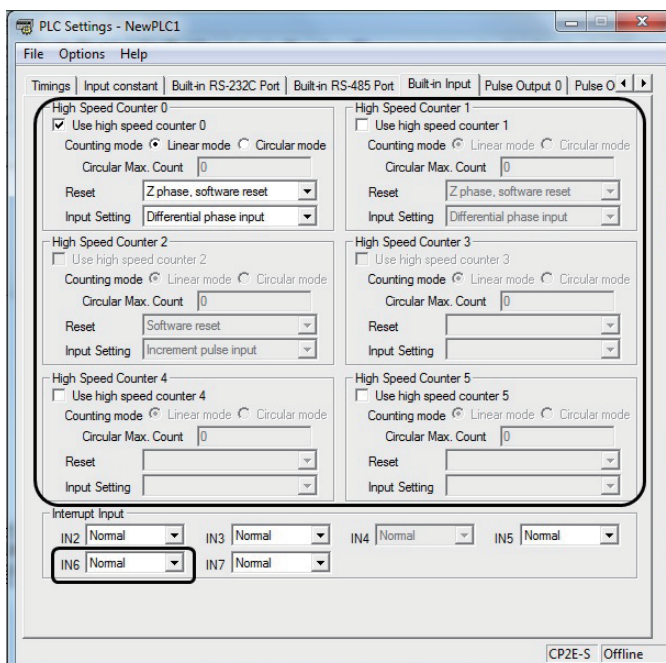 PLC Settings - NewPLC1
File Options Help
Timings Input constant Built-in RS-232C Port Built-in RS-485 Port Built-in Input Pulse Output 0 Pulse O
High Speed Counter 0
Use high speed counter 0
Counting mode Linear mode Circular mode
Circular Max. Count 0
Reset Z phase, software reset
Input Setting Differential phase input
High Speed Counter 1
Use high speed counter 1
Counting mode Linear mode Circular mode
Circular Max. Count 0
Reset Z phase, software reset
Input Setting Differential phase input
High Speed Counter 2
Use high speed counter 2
Counting mode Linear mode Circular mode
Circular Max. Count 0
Reset Software reset
Input Setting Increment pulse input
High Speed Counter 3
Use high speed counter 3
Counting mode Linear mode Circular mode
Circular Max. Count 0
Reset
Input Setting
High Speed Counter 4
Use high speed counter 4
Counting mode Linear mode Circular mode
Circular Max. Count 0
Reset
Input Setting
High Speed Counter 5
Use high speed counter 5
Counting mode Linear mode Circular mode
Circular Max. Count 0
Reset
Input Setting
Interrupt Input
IN2 Normal IN3 Normal IN4 Normal IN5 Normal
IN6 Normal IN7 Normal
CP2E-S Offline